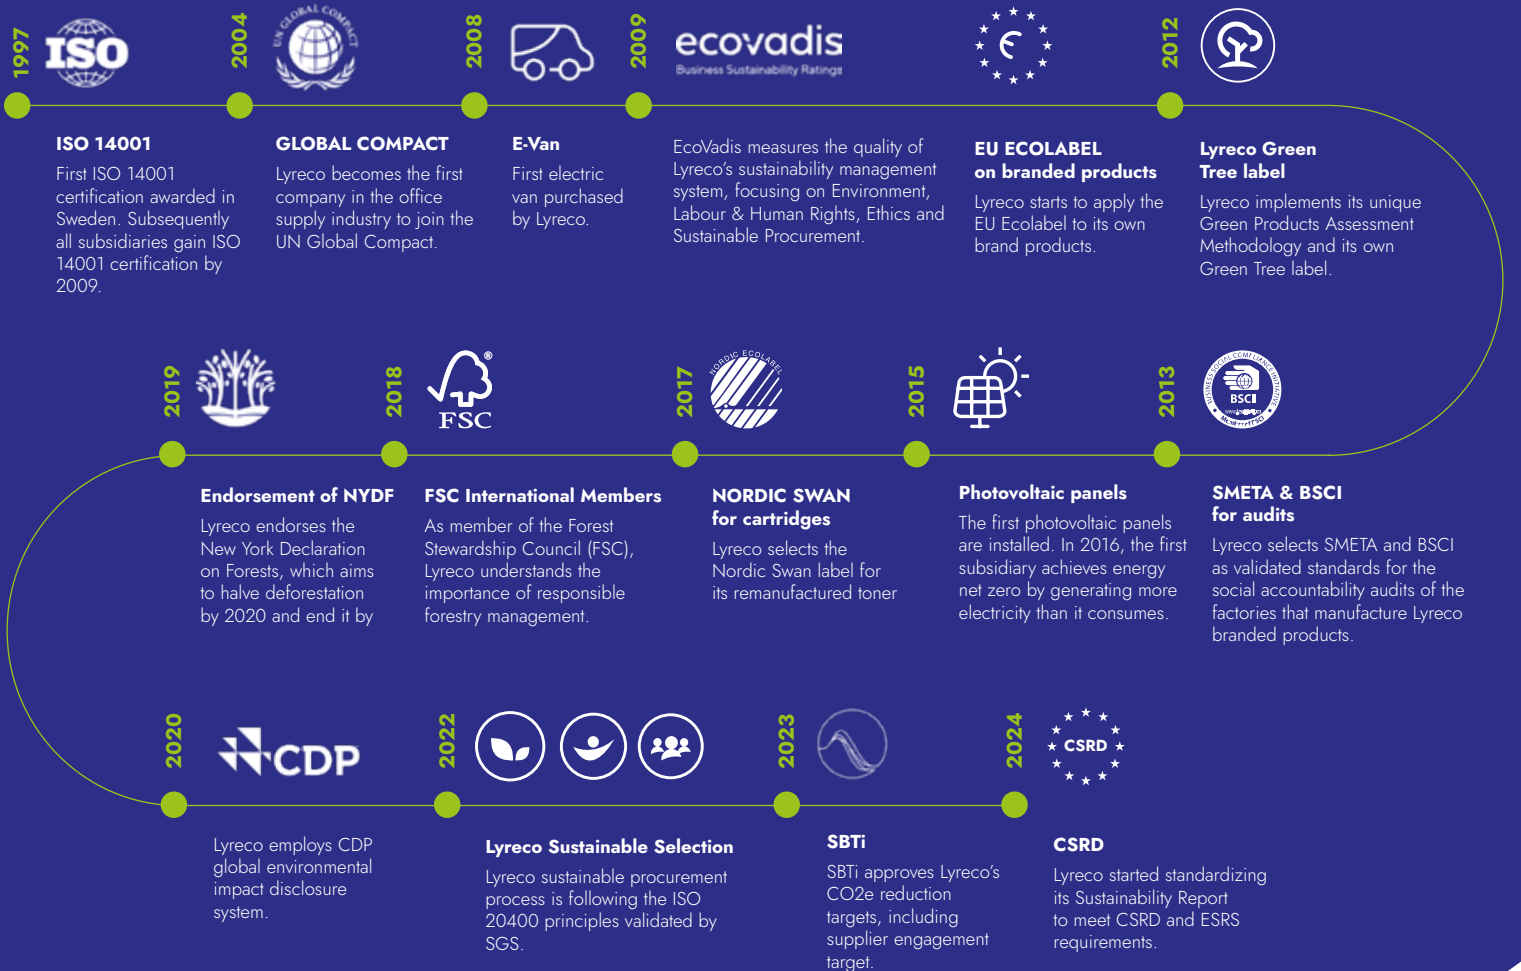 1997
ISO
ISO 14001
First ISO 14001
certification awarded in
Sweden. Subsequently
all subsidiaries gain ISO
14001 certification by
2009.
2004
UN GLOBAL COMPACT
GLOBAL COMPACT
Lyreco becomes the first
company in the office
supply industry to join the
UN Global Compact.
2008
E-Van
First electric
van purchased
by Lyreco.
2009
ecovadis
Business Sustainability Ratings
EcoVadis measures the quality of
Lyreco's sustainability management
system, focusing on Environment,
Labour & Human Rights, Ethics and
Sustainable Procurement.
EU ECOLABEL
on branded products
Lyreco starts to apply the
EU Ecolabel to its own
brand products.
2012
Lyreco Green
Tree label
Lyreco implements its unique
Green Products Assessment
Methodology and its own
Green Tree label.
2019
Endorsement of NYDF
Lyreco endorses the
New York Declaration
on Forests, which aims
to halve deforestation
by 2020 and end it by
2018
®
FSC
FSC International Members
As member of the Forest
Stewardship Council (FSC),
Lyreco understands the
importance of responsible
forestry management.
2017
NORDIC ECOLABEL
NORDIC SWAN
for cartridges
Lyreco selects the
Nordic Swan label for
its remanufactured toner
2015
Photovoltaic panels
The first photovoltaic panels
are installed. In 2016, the first
subsidiary achieves energy
net zero by generating more
electricity than it consumes.
2013
BUSINESS SOCIAL COMPLIANCE INITIATIVE
BSCI
SMETA & BSCI
for audits
Lyreco selects SMETA and BSCI
as validated standards for the
social accountability audits of the
factories that manufacture Lyreco
branded products.
2020
CDP
Lyreco employs CDP
global environmental
impact disclosure
system.
2022
Lyreco Sustainable Selection
Lyreco sustainable procurement
process is following the ISO
20400 principles validated by
SGS.
2023
SBTi
SBTi approves Lyreco's
CO2e reduction
targets, including
supplier engagement
target.
2024
CSRD
CSRD
Lyreco started standardizing
its Sustainability Report
to meet CSRD and ESRS
requirements.